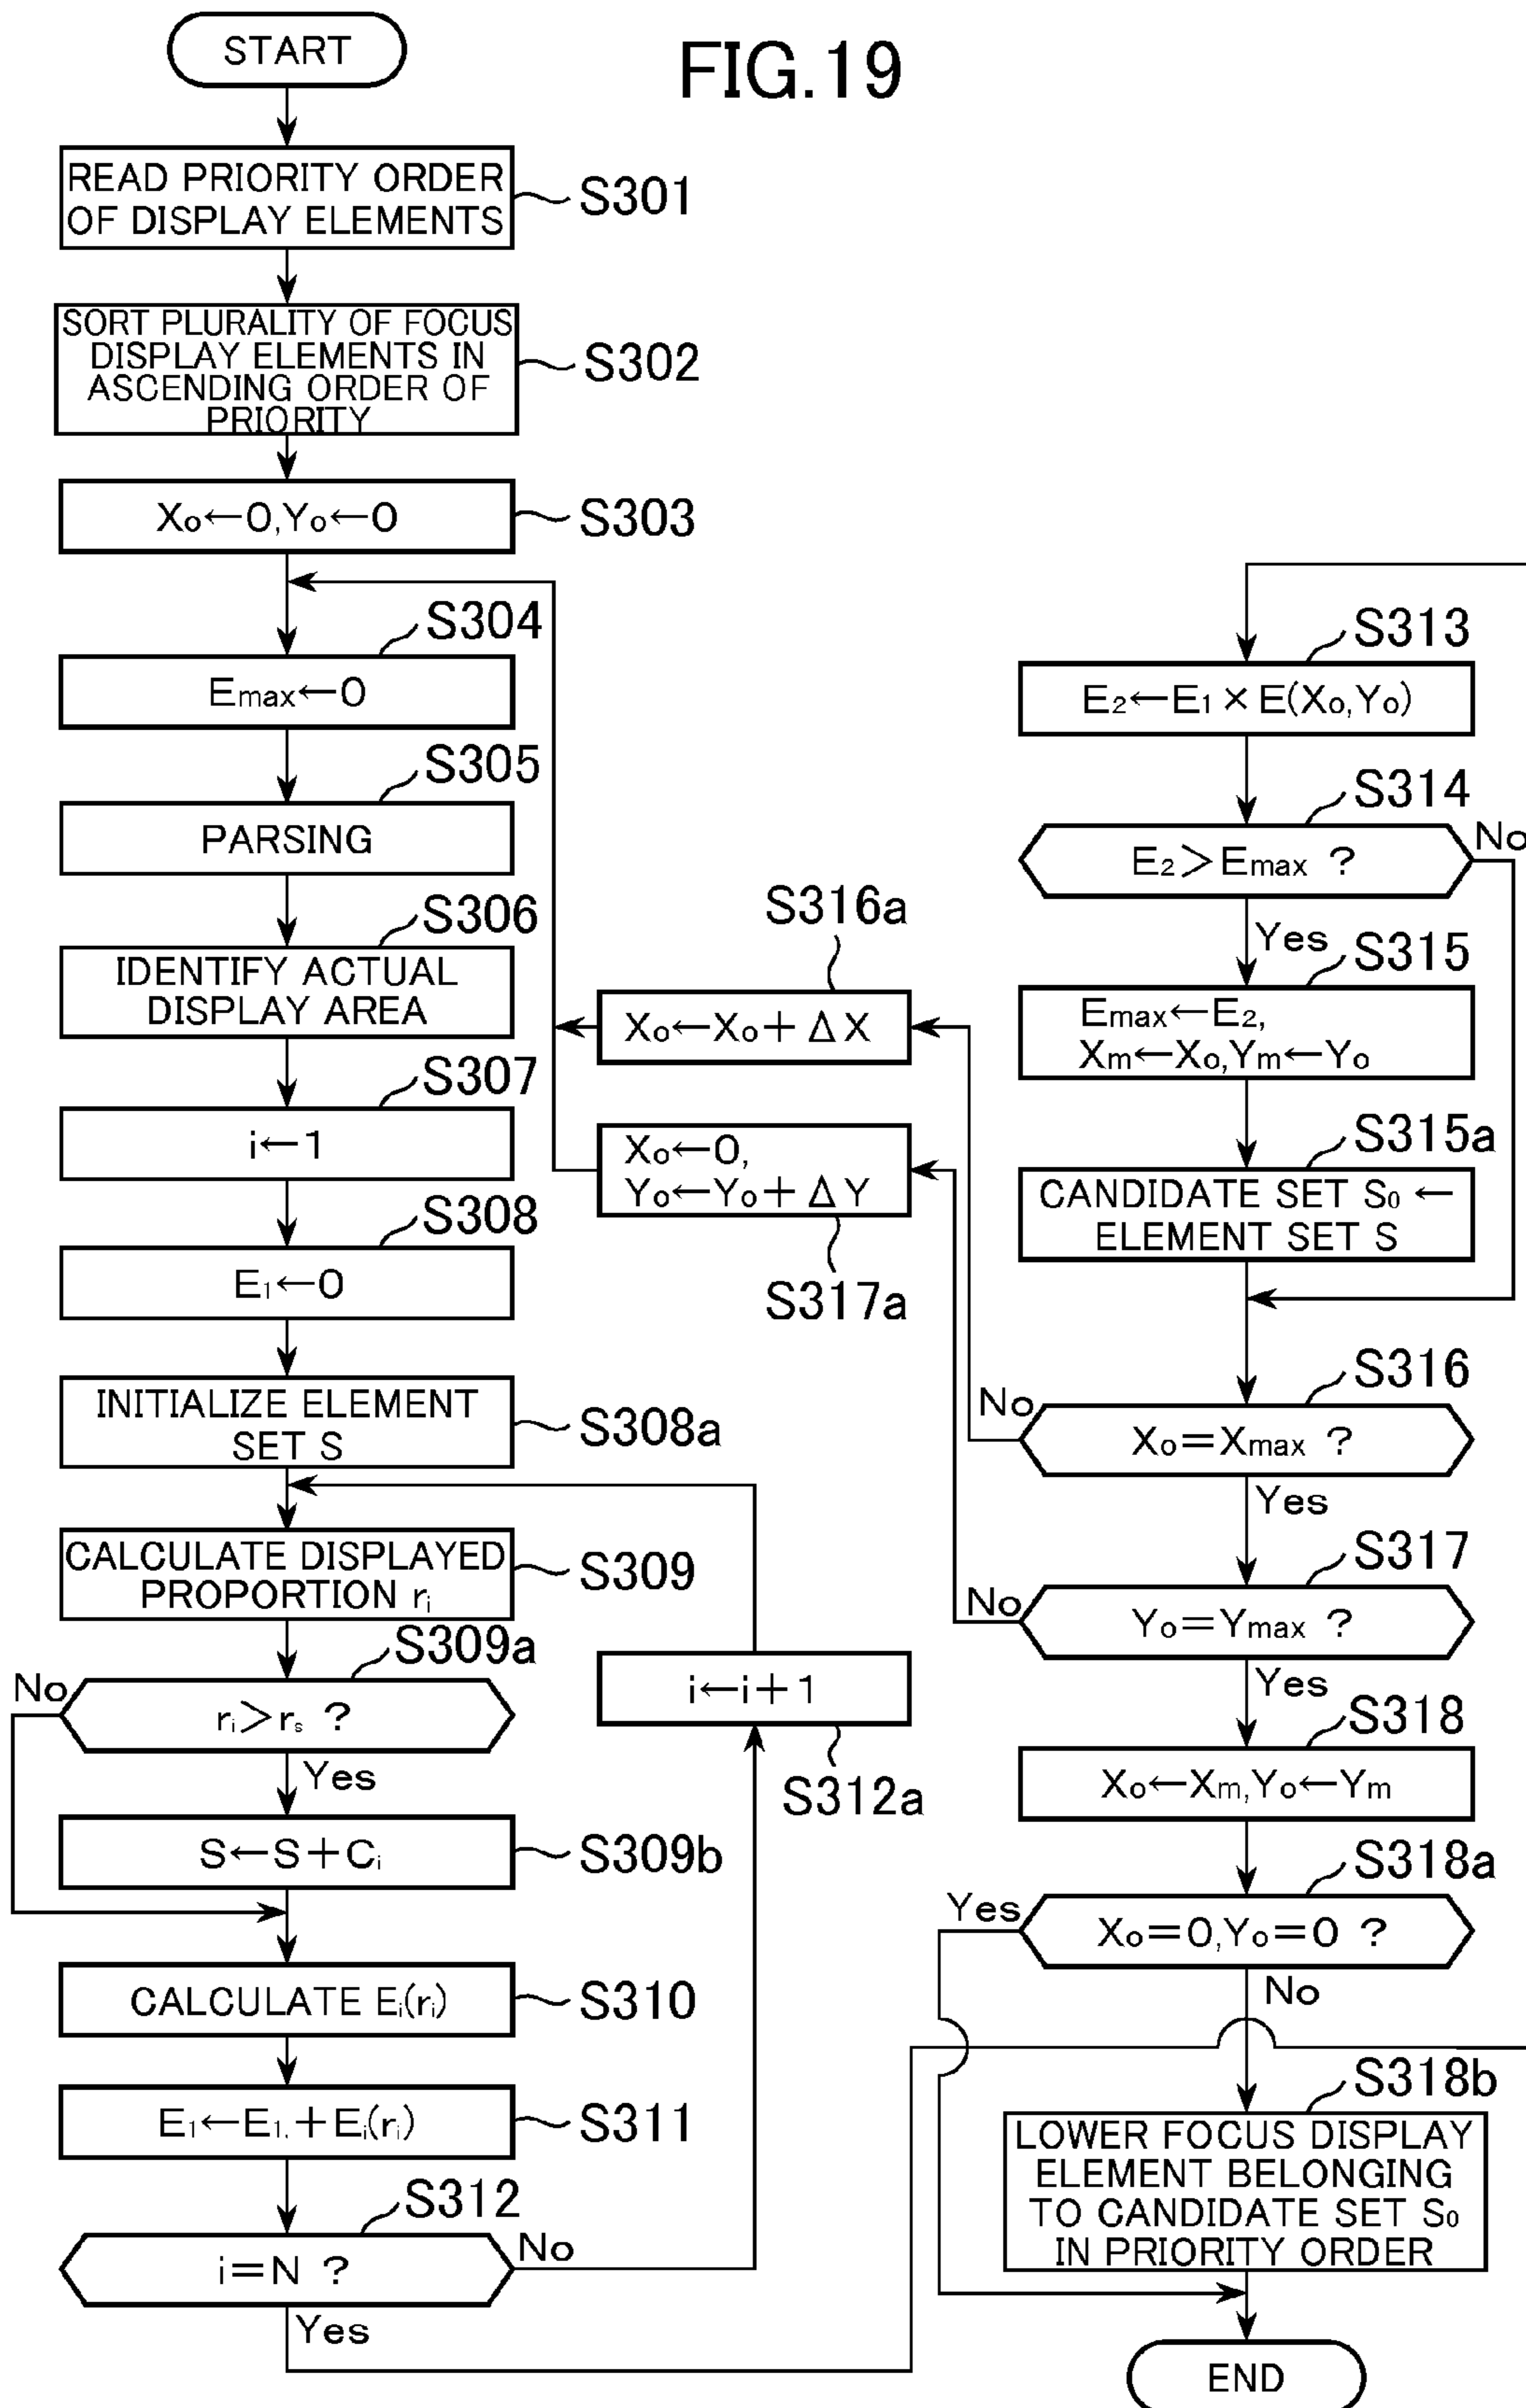 FIG.19
START
READ PRIORITY ORDER
OF DISPLAY ELEMENTS
S301
SORT PLURALITY OF FOCUS
DISPLAY ELEMENTS IN
ASCENDING ORDER OF
PRIORITY
S302
X₀←0,Y₀←0
S303
S304
Emax←0
S305
PARSING
S306
IDENTIFY ACTUAL
DISPLAY AREA
S307
i←1
S308
E₁←0
INITIALIZE ELEMENT
SET S
S308a
CALCULATE DISPLAYED
PROPORTION rᵢ
S309
S309a
No
rᵢ>rₛ ?
Yes
S←S+Cᵢ
S309b
CALCULATE Eᵢ(rᵢ)
S310
E₁←E₁.+Eᵢ(rᵢ)
S311
S312
i=N ?
No
Yes
i←i+1
S312a
S316a
X₀←X₀+ΔX
X₀←0,
Y₀←Y₀+ΔY
S317a
S313
E₂←E₁×E(X₀,Y₀)
S314
E₂>Emax ?
No
Yes
S315
Emax←E₂,
Xm←X₀,Ym←Y₀
S315a
CANDIDATE SET S₀←
ELEMENT SET S
S316
No
X₀=Xmax ?
Yes
S317
No
Y₀=Ymax ?
Yes
S318
X₀←Xm,Y₀←Ym
S318a
Yes
X₀=0,Y₀=0 ?
No
S318b
LOWER FOCUS DISPLAY
ELEMENT BELONGING
TO CANDIDATE SET S₀
IN PRIORITY ORDER
END